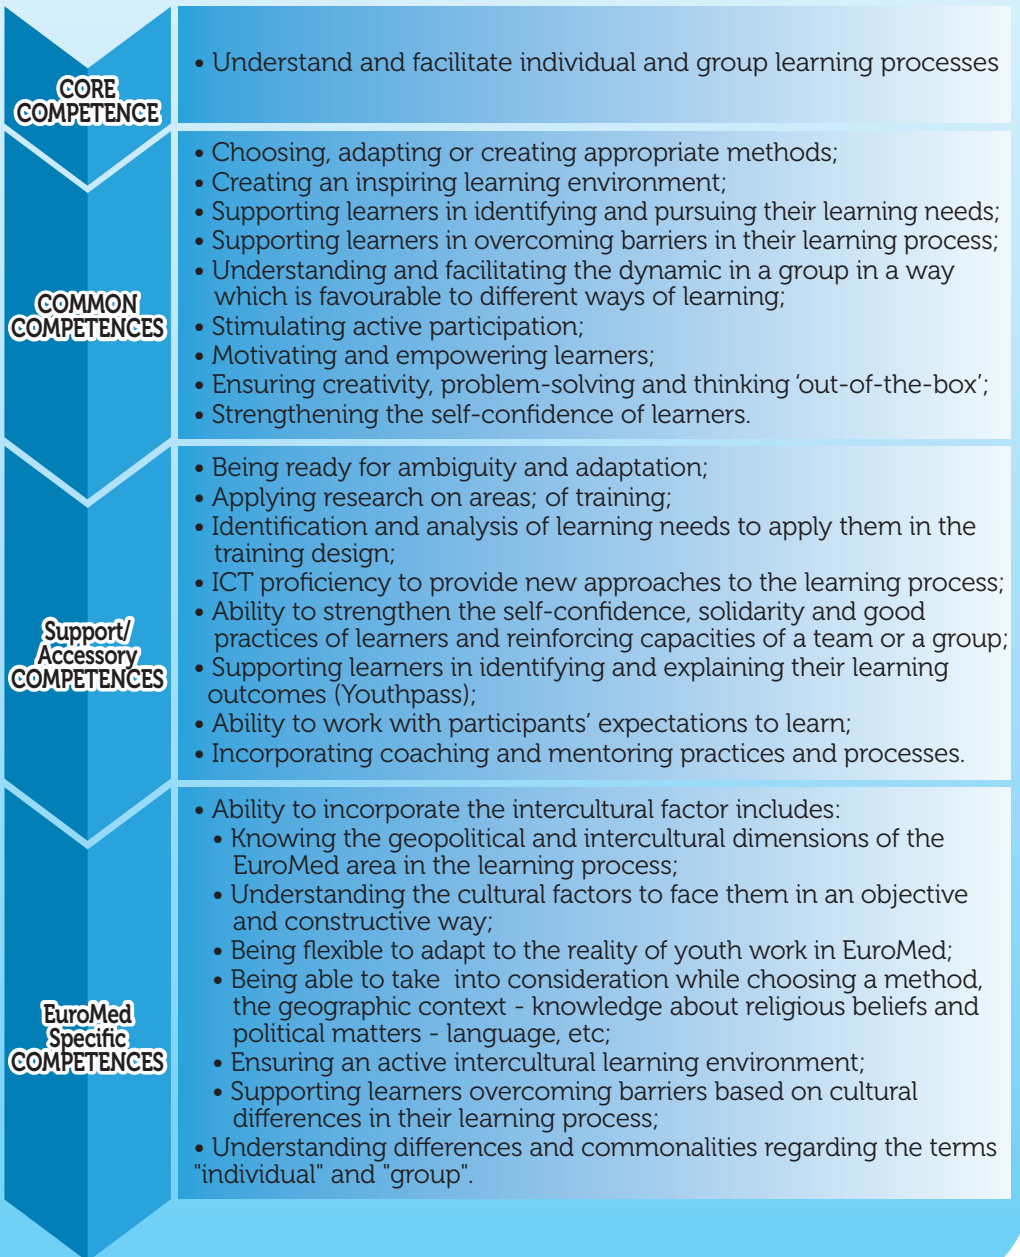 CORE
COMPETENCE
• Understand and facilitate individual and group learning processes
COMMON
COMPETENCES
• Choosing, adapting or creating appropriate methods;
• Creating an inspiring learning environment;
• Supporting learners in identifying and pursuing their learning needs;
• Supporting learners in overcoming barriers in their learning process;
• Understanding and facilitating the dynamic in a group in a way
which is favourable to different ways of learning;
• Stimulating active participation;
• Motivating and empowering learners;
• Ensuring creativity, problem-solving and thinking ‘out-of-the-box’;
• Strengthening the self-confidence of learners.
Support/
Accessory
COMPETENCES
• Being ready for ambiguity and adaptation;
• Applying research on areas; of training;
• Identification and analysis of learning needs to apply them in the
training design;
• ICT proficiency to provide new approaches to the learning process;
• Ability to strengthen the self-confidence, solidarity and good
practices of learners and reinforcing capacities of a team or a group;
• Supporting learners in identifying and explaining their learning
outcomes (Youthpass);
• Ability to work with participants’ expectations to learn;
• Incorporating coaching and mentoring practices and processes.
EuroMed
Specific
COMPETENCES
• Ability to incorporate the intercultural factor includes:
• Knowing the geopolitical and intercultural dimensions of the
EuroMed area in the learning process;
• Understanding the cultural factors to face them in an objective
and constructive way;
• Being flexible to adapt to the reality of youth work in EuroMed;
• Being able to take  into consideration while choosing a method,
the geographic context - knowledge about religious beliefs and
political matters - language, etc;
• Ensuring an active intercultural learning environment;
• Supporting learners overcoming barriers based on cultural
differences in their learning process;
• Understanding differences and commonalities regarding the terms
"individual" and "group".